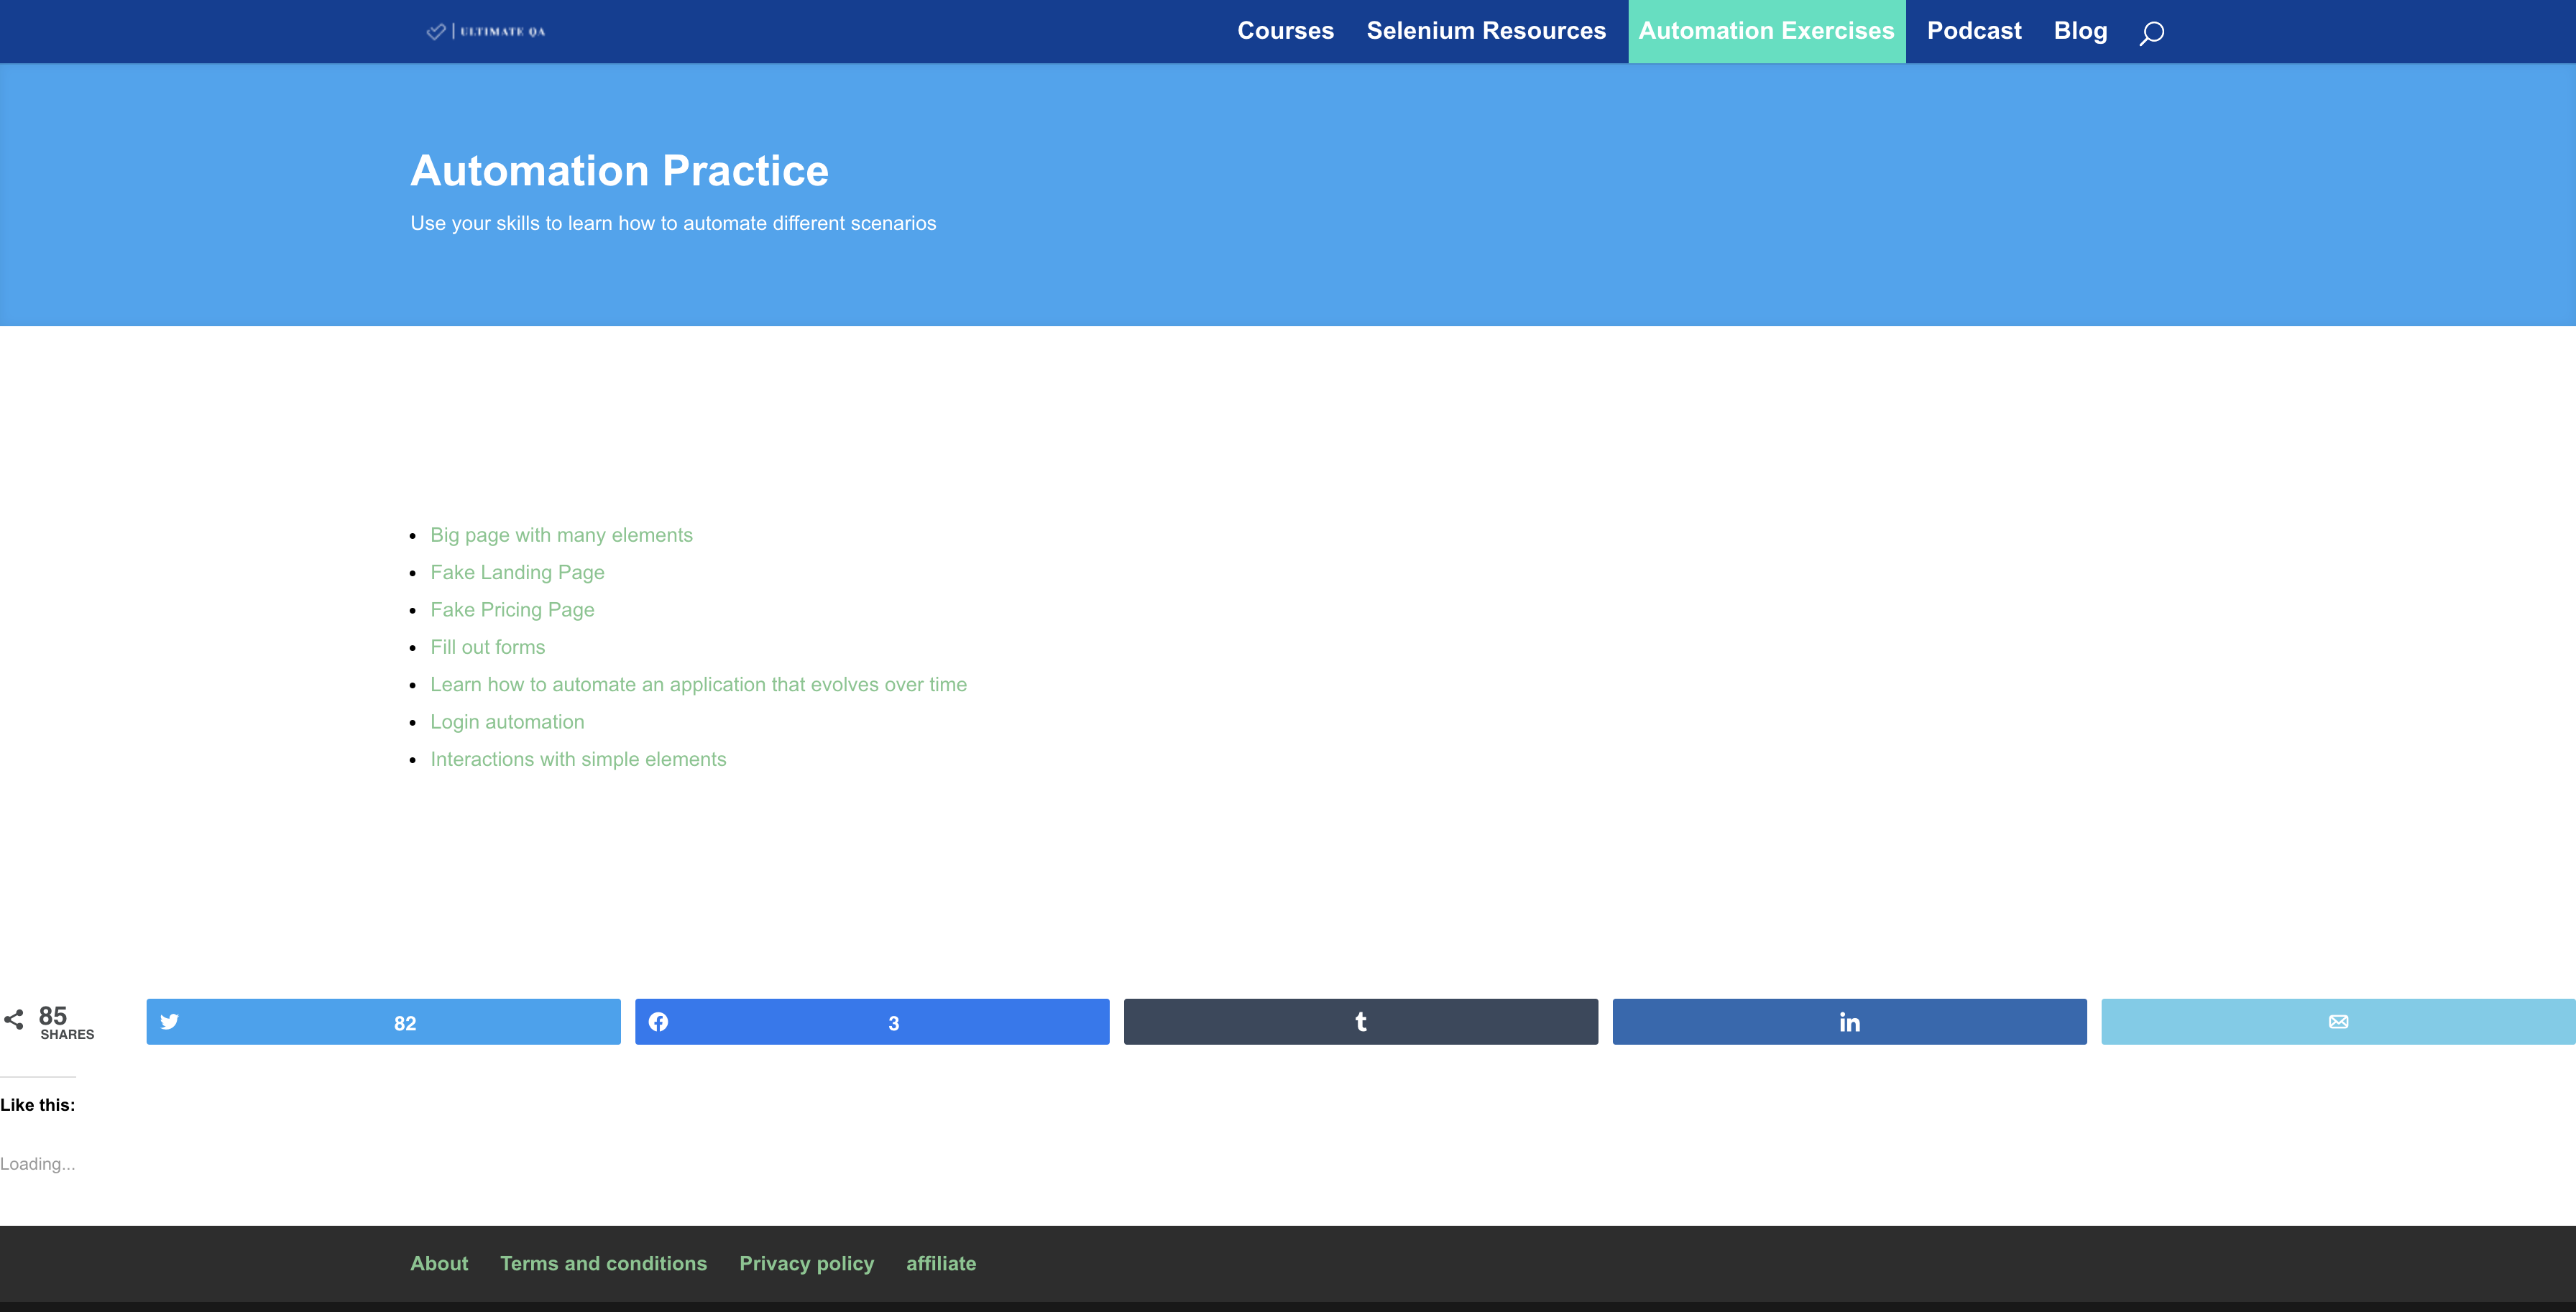 ULTIMATE QA
Courses Selenium Resources Automation Exercises Podcast Blog
Automation Practice
Use your skills to learn how to automate different scenarios
Big page with many elements
Fake Landing Page
Fake Pricing Page
Fill out forms
Learn how to automate an application that evolves over time
Login automation
Interactions with simple elements
85
SHARES
82
3
Like this:
Loading...
About Terms and conditions Privacy policy affiliate